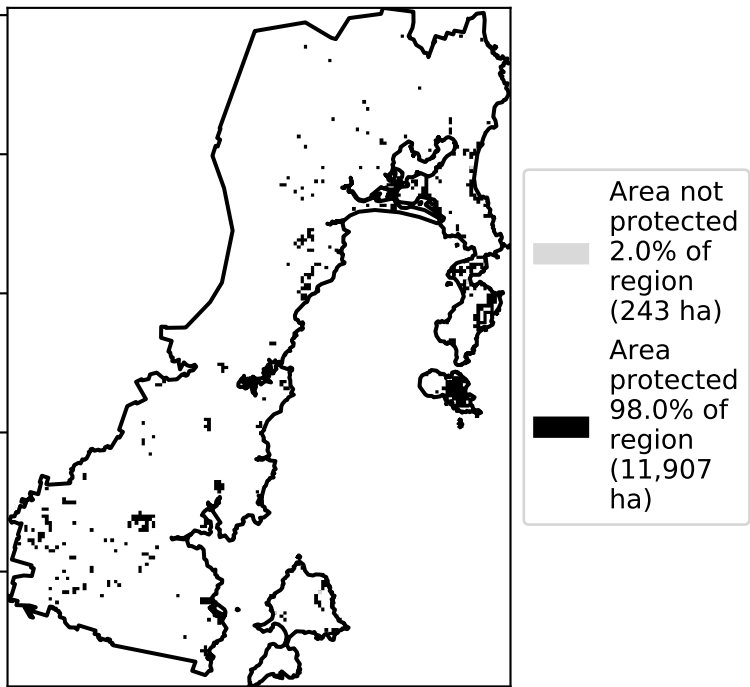 Area not
protected
2.0% of
region
(243 ha)
Area
protected
98.0% of
region
(11,907
ha)